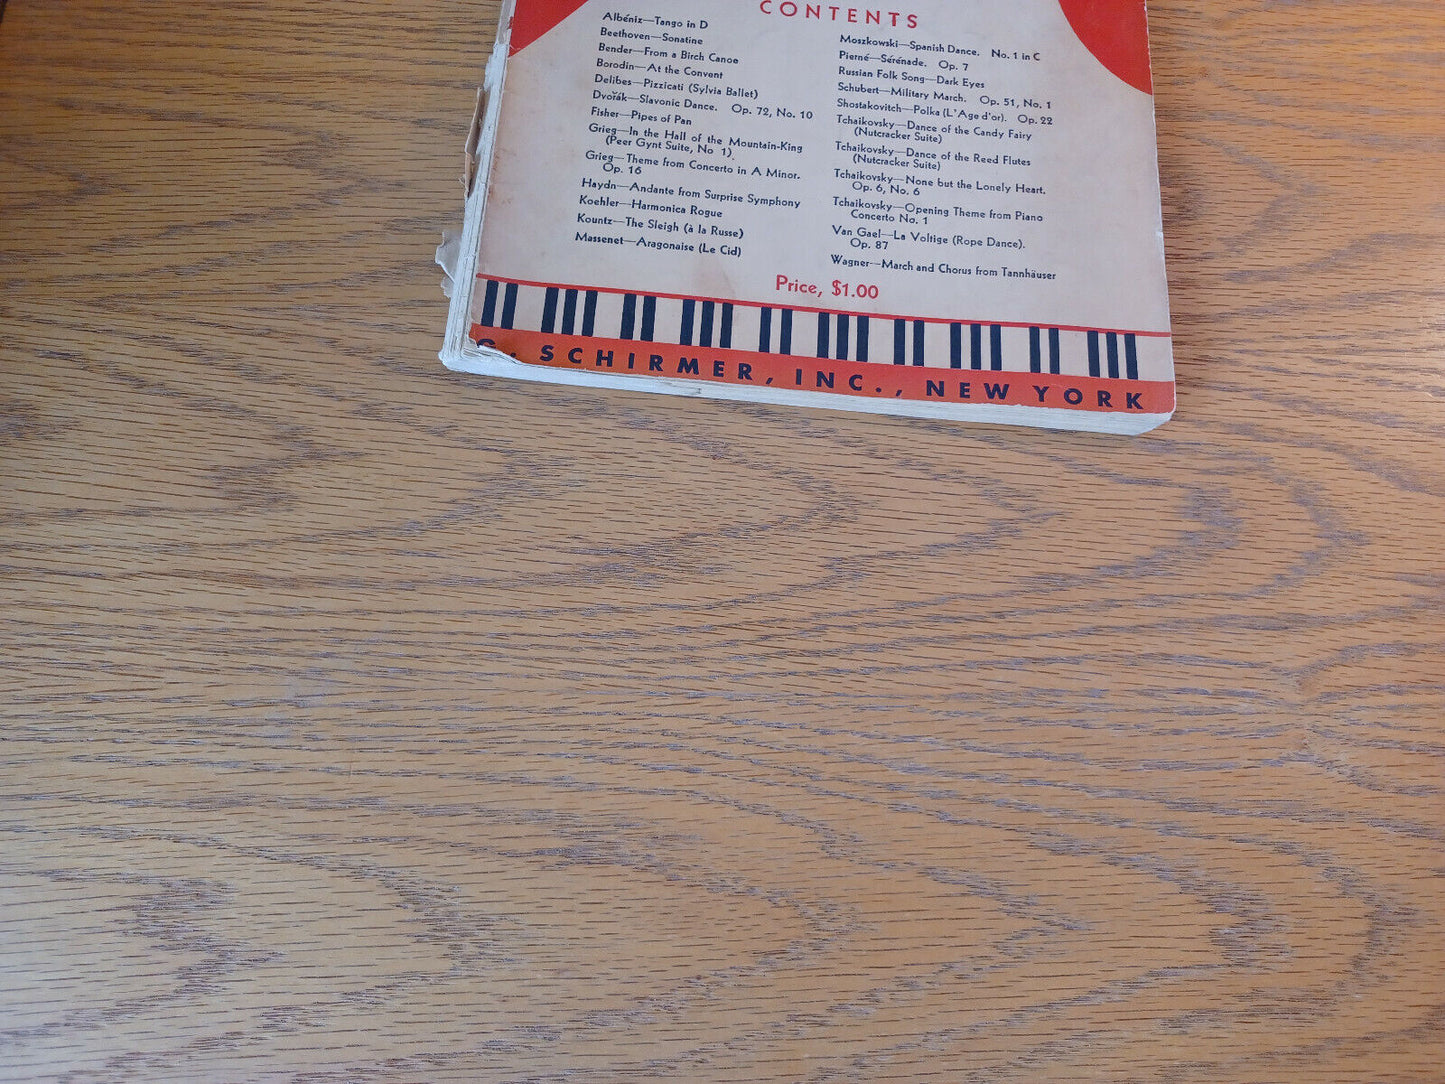 CONTENTS
Albéniz—Tango in D
Beethoven—Sonatine
Bender—From a Birch Canoe
Borodin—At the Convent
Delibes—Pizzicati (Sylvia Ballet)
Dvořák—Slavonic Dance. Op. 72, No. 10
Fisher—Pipes of Pan
Grieg—In the Hall of the Mountain-King
(Peer Gynt Suite, No 1).
Grieg—Theme from Concerto in A Minor.
Op. 16
Haydn—Andante from Surprise Symphony
Koehler—Harmonica Rogue
Kountz—The Sleigh (à la Russe)
Massenet—Aragonaise (Le Cid)
Moszkowski—Spanish Dance. No. 1 in C
Pierné—Sérénade. Op. 7
Russian Folk Song—Dark Eyes
Schubert—Military March. Op. 51, No. 1
Shostakovitch—Polka (L'Age d'or). Op. 22
Tchaikovsky—Dance of the Candy Fairy
(Nutcracker Suite)
Tchaikovsky—Dance of the Reed Flutes
(Nutcracker Suite)
Tchaikovsky—None but the Lonely Heart.
Op. 6, No. 6
Tchaikovsky—Opening Theme from Piano
Concerto No. 1
Van Gael—La Voltige (Rope Dance).
Op. 87
Wagner—March and Chorus from Tannhäuser
Price, $1.00
G. SCHIRMER, INC., NEW YORK